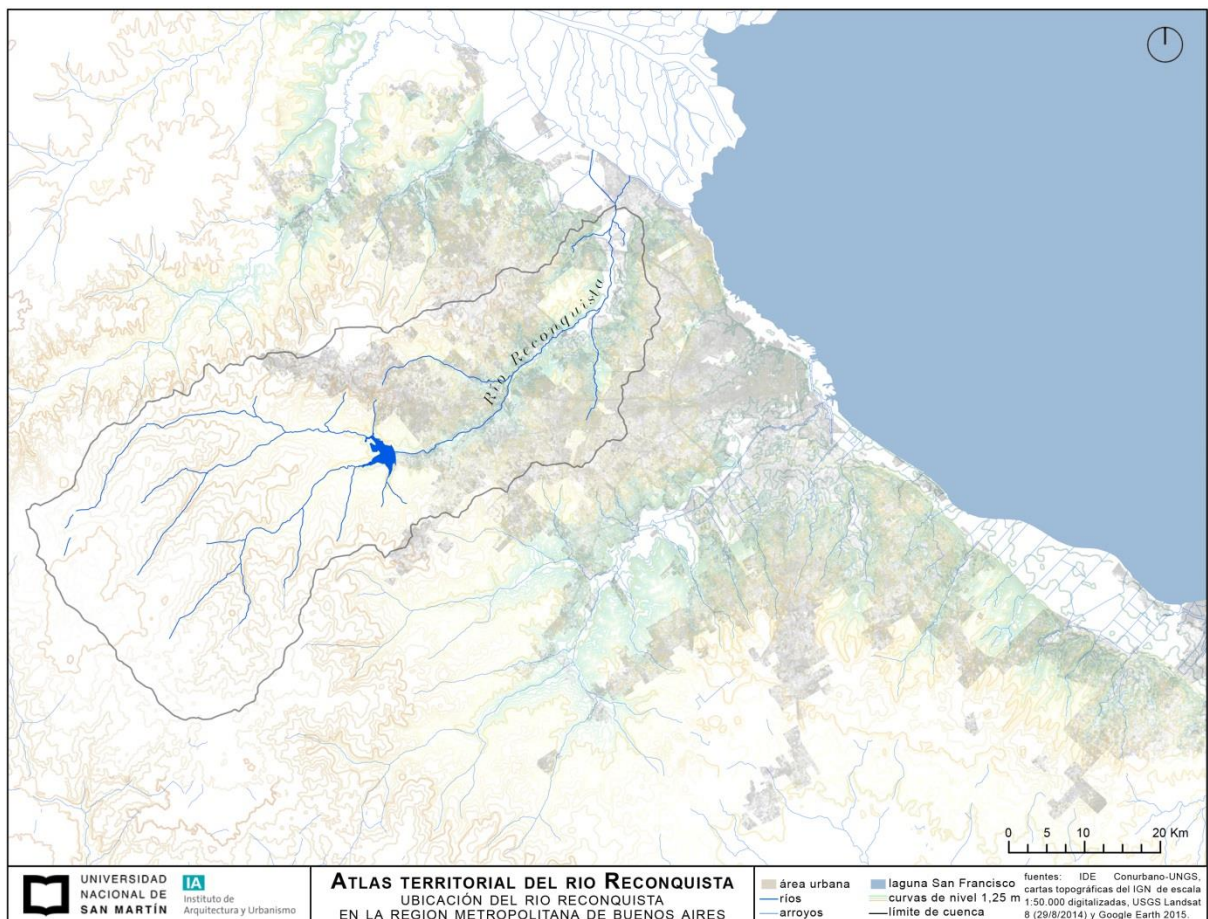 Río Reconquista
0 5 10 20 Km
UNIVERSIDAD
NACIONAL DE
SAN MARTÍN
IA
Instituto de
Arquitectura y Urbanismo
ATLAS TERRITORIAL DEL RIO RECONQUISTA
UBICACIÓN DEL RIO RECONQUISTA
EN LA REGION METROPOLITANA DE BUENOS AIRES
área urbana
ríos
arroyos
laguna San Francisco
curvas de nivel 1,25 m
límite de cuenca
fuentes: IDE Conurbano-UNGS,
cartas topográficas del IGN de escala
1:50.000 digitalizadas, USGS Landsat
8 (29/8/2014) y Google Earth 2015.